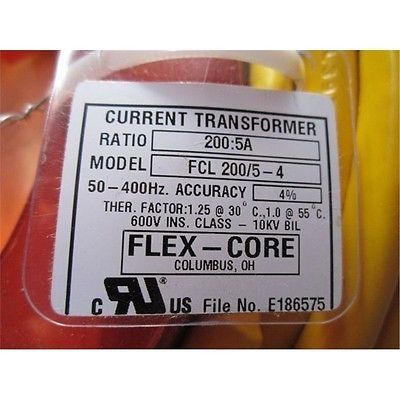 CURRENT TRANSFORMER
RATIO 200:5A
MODEL FCL 200/5-4
50-400Hz. ACCURACY 4%
THER. FACTOR:1.25 @ 30°C.,1.0 @ 55°C.
600V INS. CLASS - 10KV BIL
FLEX-CORE
COLUMBUS, OH
C RU US File No. E186575